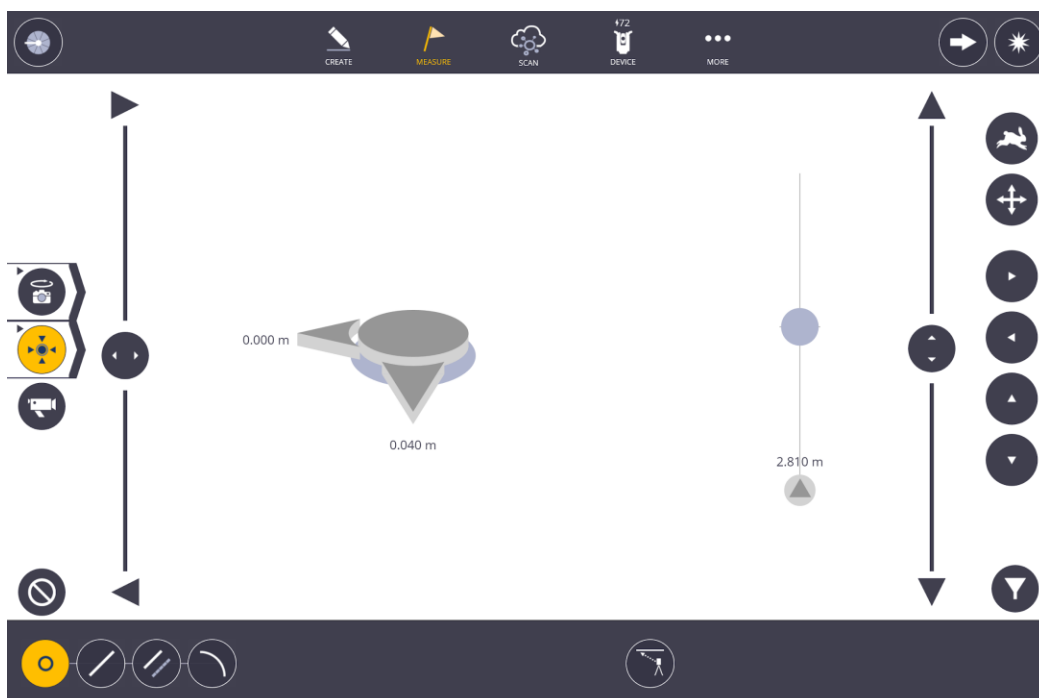 72
CREATE
MEASURE
SCAN
DEVICE
MORE
0.000 m
0.040 m
2.810 m